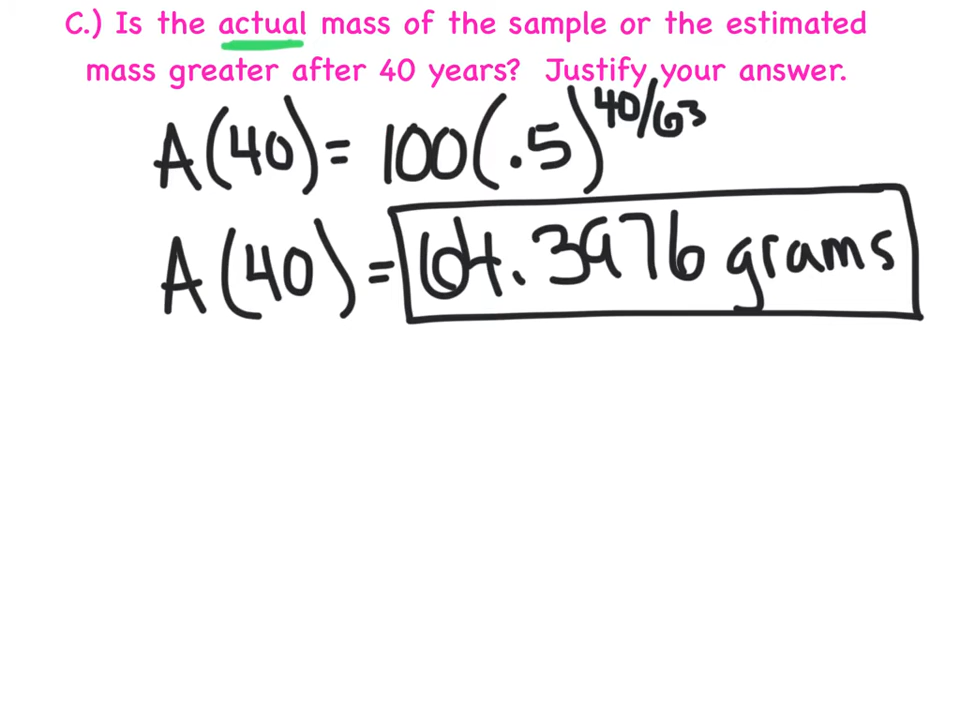 C.) Is the actual mass of the sample or the estimated
mass greater after 40 years? Justify your answer.
A(40) = 100(.5)^40/63
A(40) = 64.3976 grams